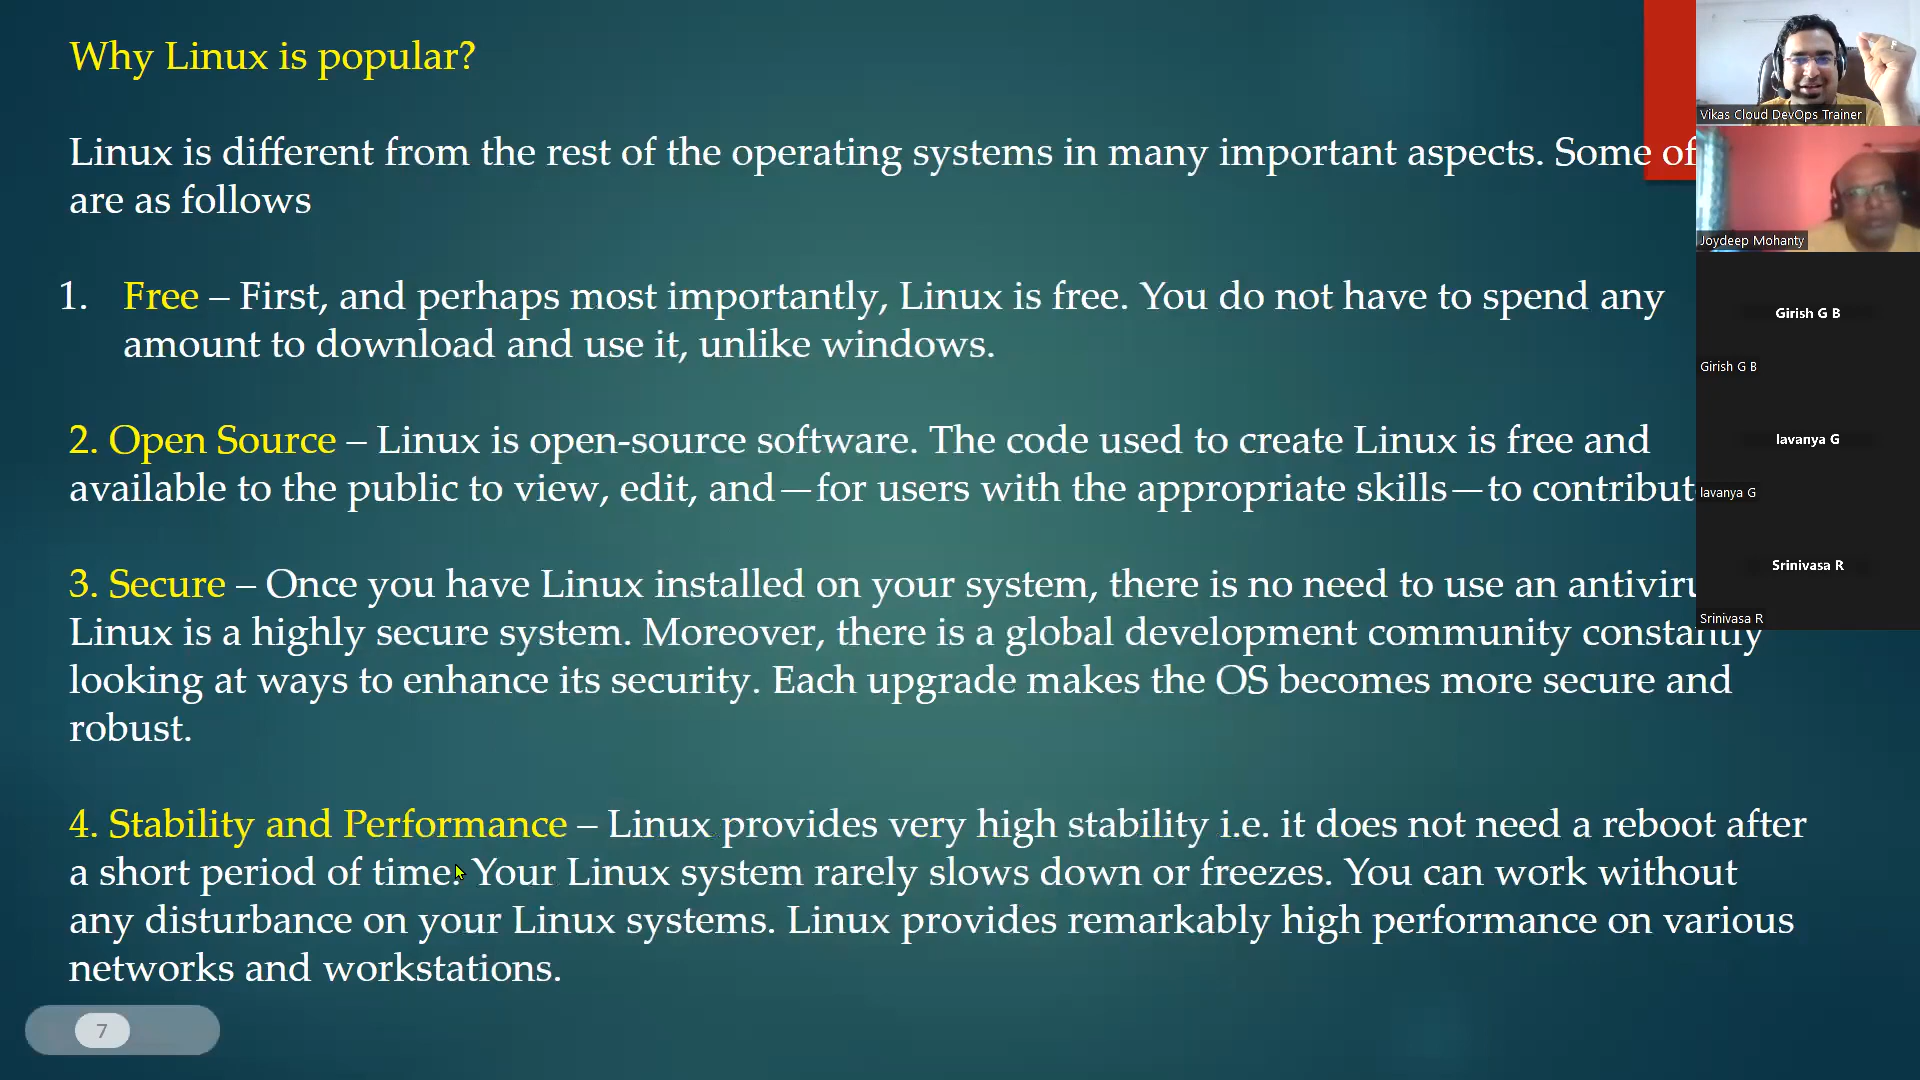 Why Linux is popular?
Linux is different from the rest of the operating systems in many important aspects. Some of
are as follows
1. Free – First, and perhaps most importantly, Linux is free. You do not have to spend any
amount to download and use it, unlike windows.
2. Open Source – Linux is open-source software. The code used to create Linux is free and
available to the public to view, edit, and—for users with the appropriate skills—to contribut
3. Secure – Once you have Linux installed on your system, there is no need to use an antiviru
Linux is a highly secure system. Moreover, there is a global development community constantly
looking at ways to enhance its security. Each upgrade makes the OS becomes more secure and
robust.
4. Stability and Performance – Linux provides very high stability i.e. it does not need a reboot after
a short period of time. Your Linux system rarely slows down or freezes. You can work without
any disturbance on your Linux systems. Linux provides remarkably high performance on various
networks and workstations.
7
Vikas Cloud DevOps Trainer
Joydeep Mohanty
Girish G B
Girish G B
lavanya G
lavanya G
Srinivasa R
Srinivasa R